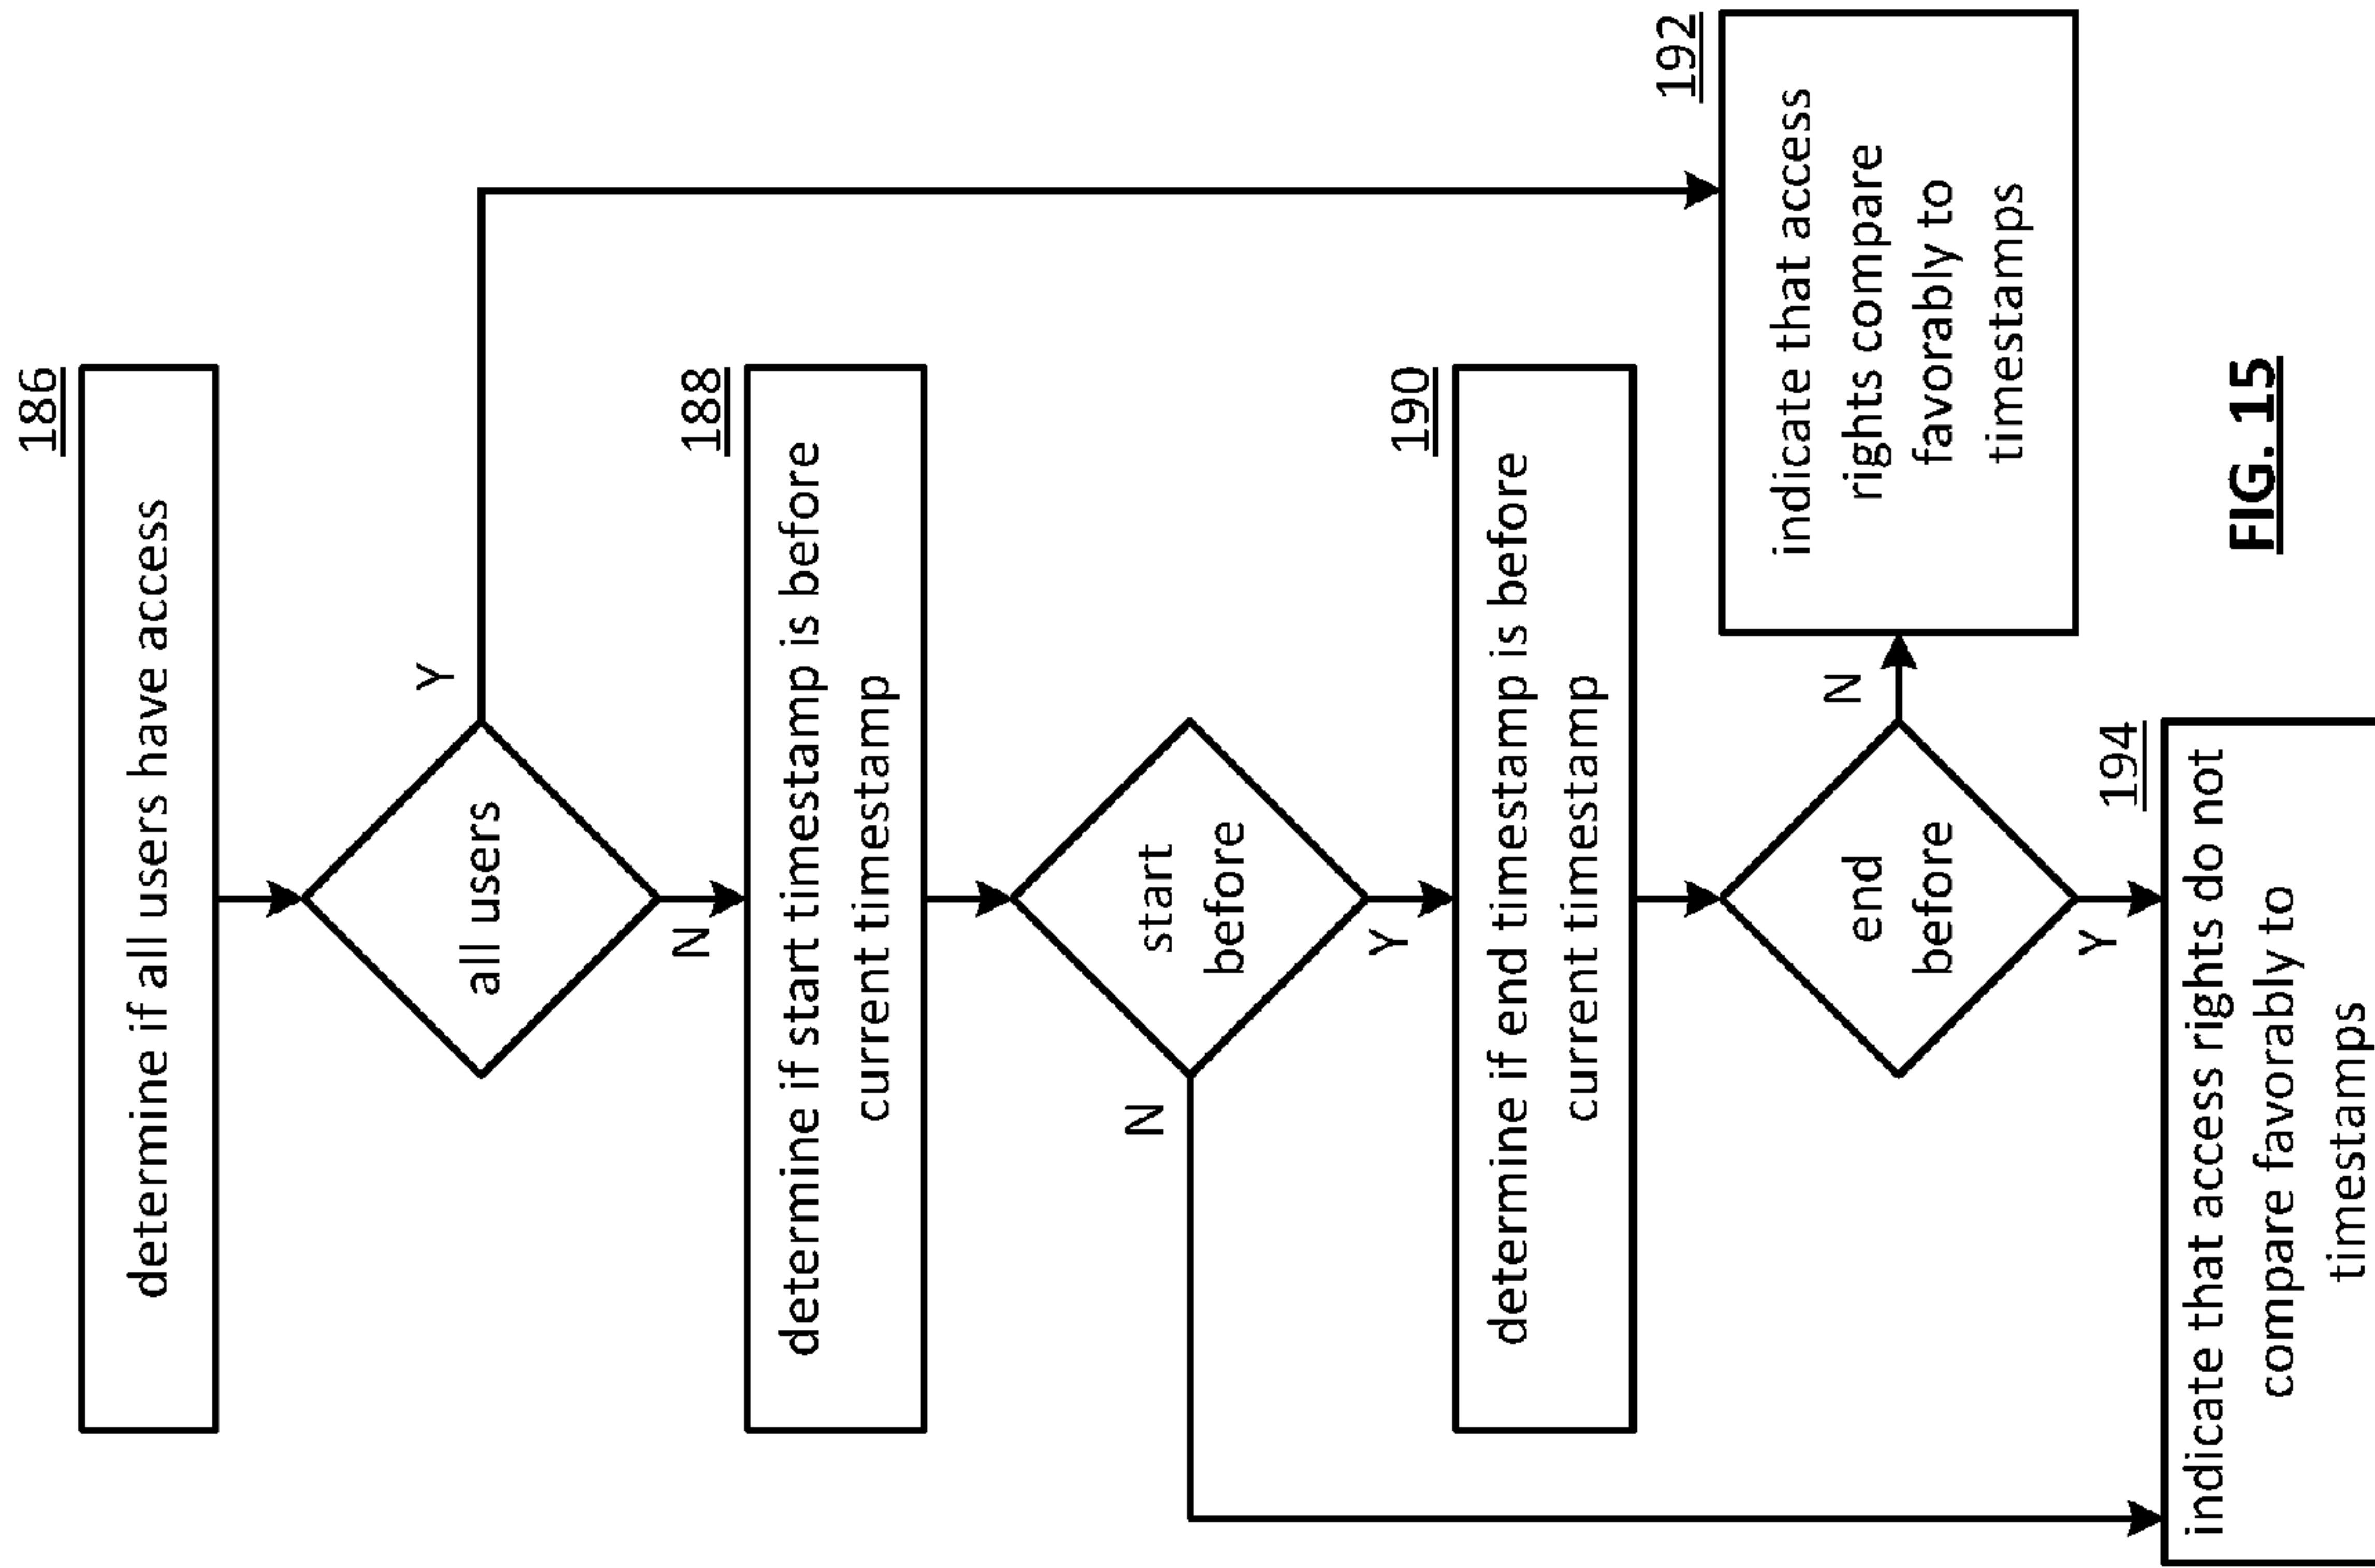 186
determine if all users have access
all users
Y
N
188
determine if start timestamp is before
current timestamp
start
before
N
Y
190
determine if end timestamp is before
current timestamp
end
before
N
Y
192
indicate that access
rights compare
favorably to
timestamps
194
indicate that access rights do not
compare favorably to
timestamps
FIG. 15